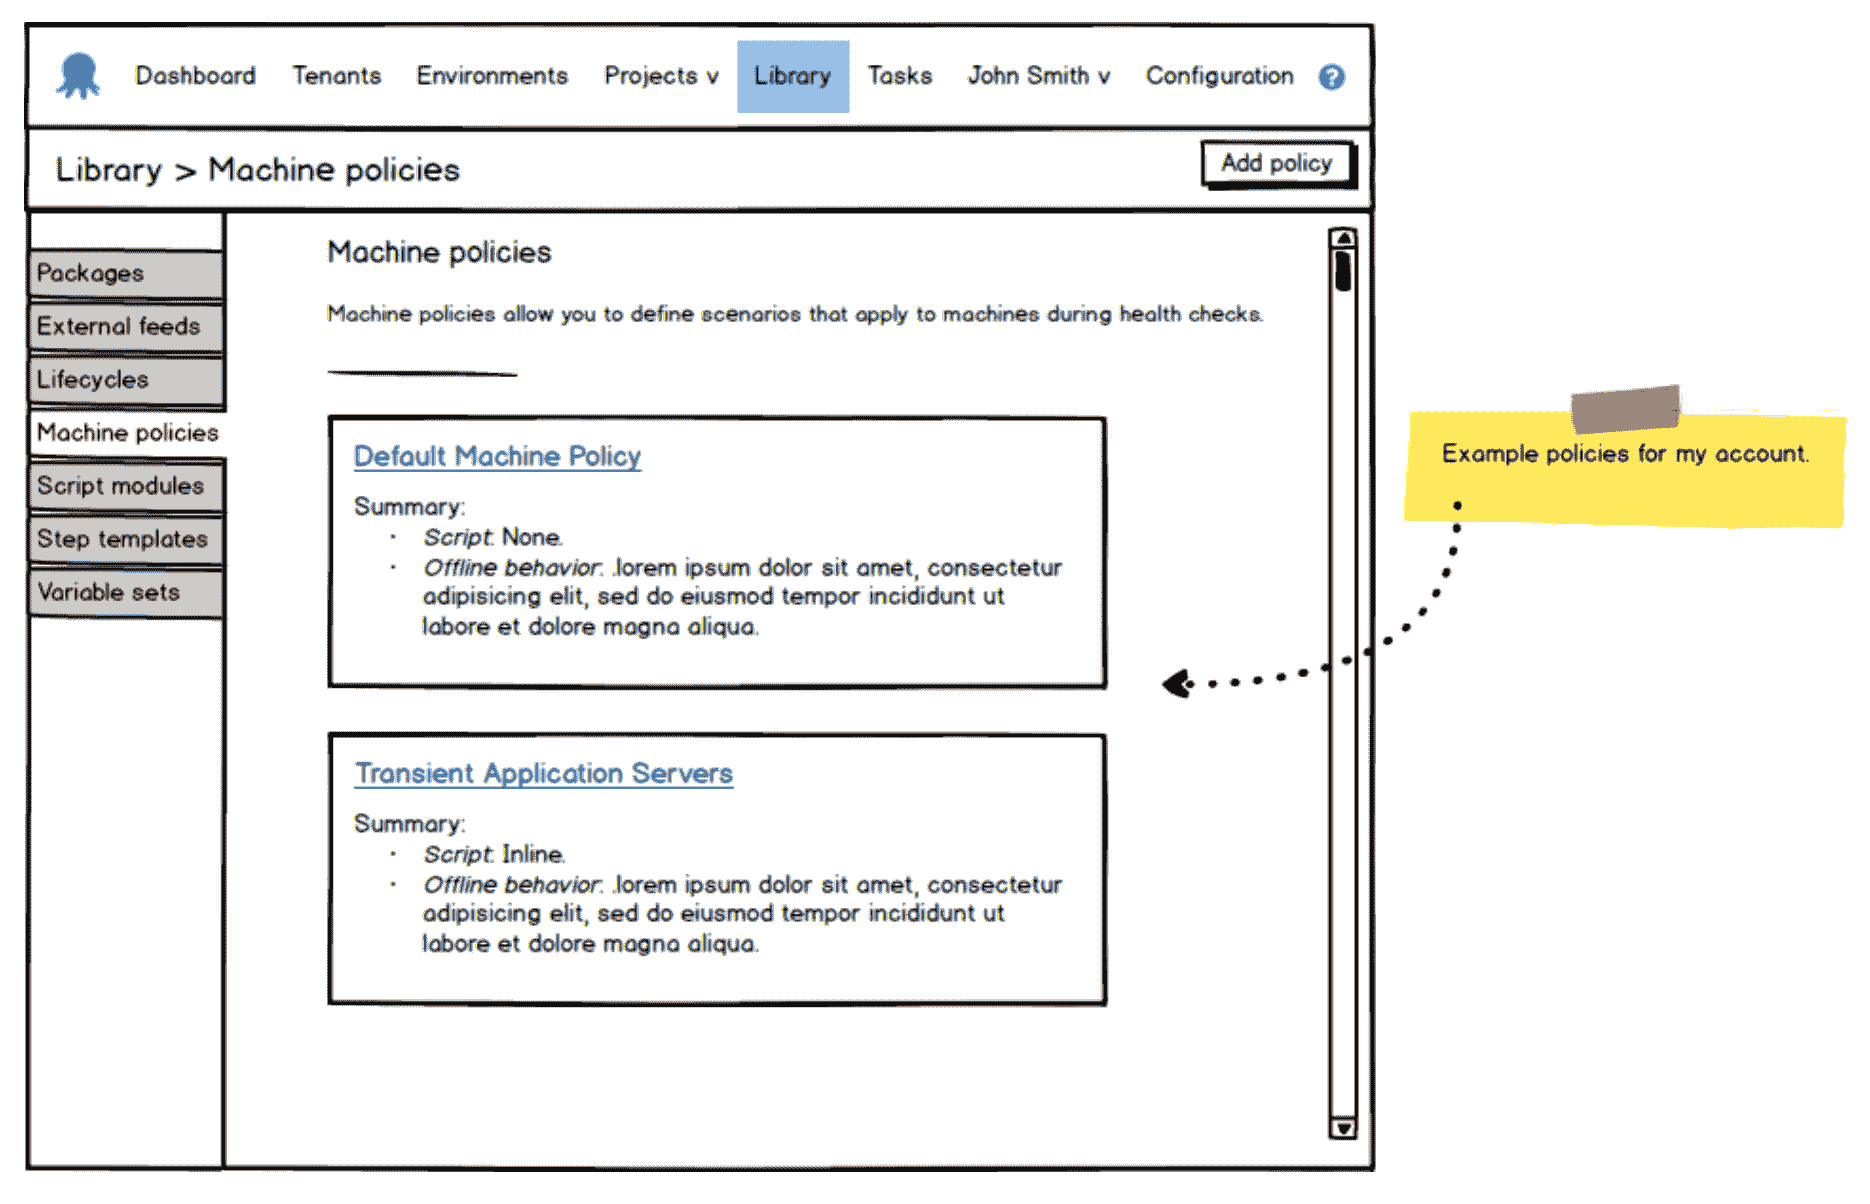 Dashboard Tenants Environments Projects v Library Tasks John Smith v Configuration ?
Library > Machine policies
Add policy
Packages
External feeds
Lifecycles
Machine policies
Script modules
Step templates
Variable sets
Machine policies
Machine policies allow you to define scenarios that apply to machines during health checks.
Default Machine Policy
Summary:
· Script: None.
· Offline behavior: .lorem ipsum dolor sit amet, consectetur
adipisicing elit, sed do eiusmod tempor incididunt ut
labore et dolore magna aliqua.
Transient Application Servers
Summary:
· Script: Inline.
· Offline behavior: .lorem ipsum dolor sit amet, consectetur
adipisicing elit, sed do eiusmod tempor incididunt ut
labore et dolore magna aliqua.
Example policies for my account.